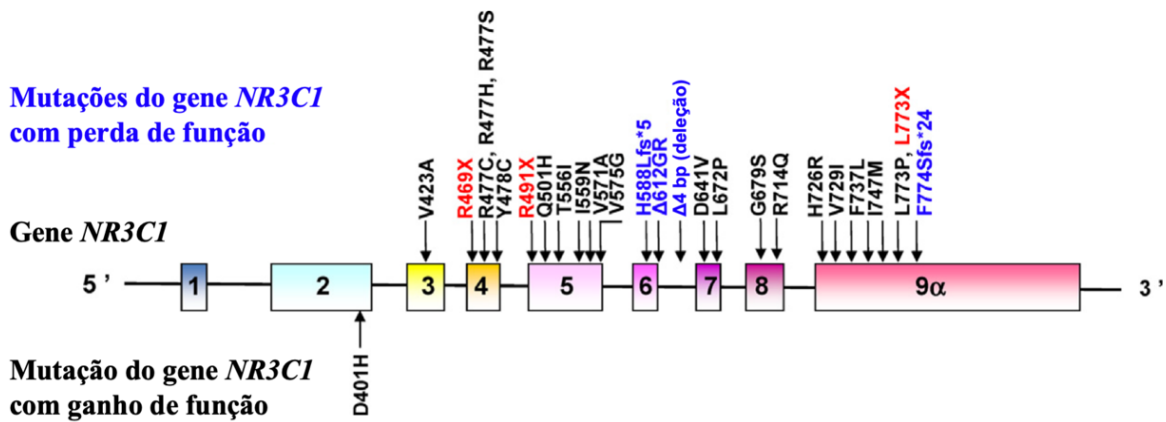 Mutações do gene NR3C1
com perda de função
V423A
R469X
R477C, R477H, R477S
Y478C
R491X
Q501H
T556I
I559N
V571A
V575G
H588Lfs*5
Δ612GR
Δ4 bp (deleção)
D641V
L672P
G679S
R714Q
H726R
V729I
F737L
I747M
L773P, L773X
F774Sfs*24
Gene NR3C1
5 ’
1
2
3
4
5
6
7
8
9α
3 ’
D401H
Mutação do gene NR3C1
com ganho de função